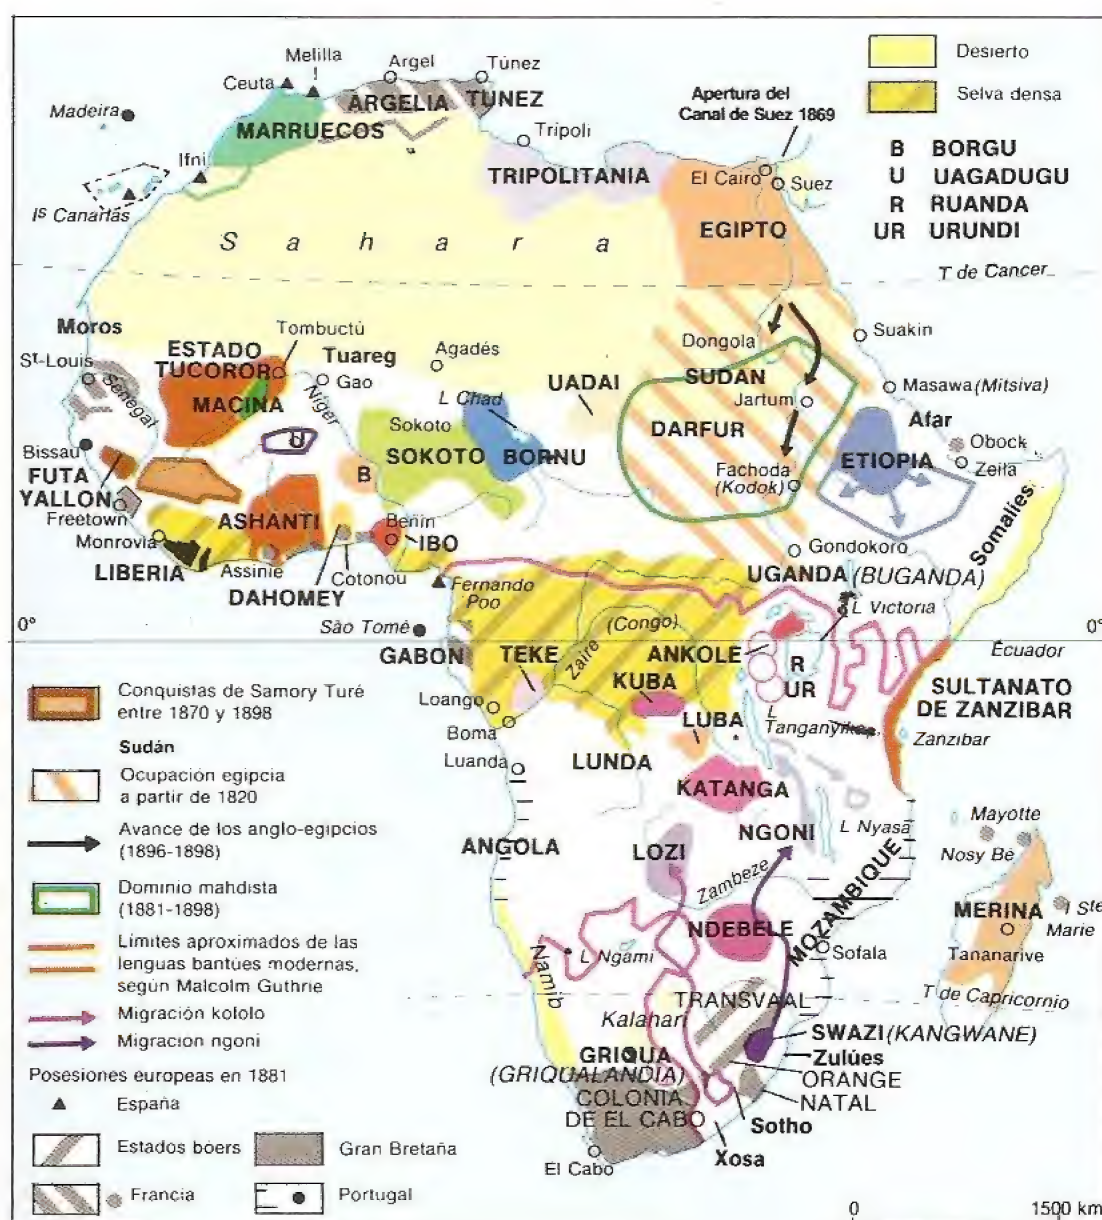 Desierto
Selva densa
B BORGU
U UAGADUGU
R RUANDA
UR URUNDI
Apertura del
Canal de Suez 1869
Madeira
Ceuta
Melilla
Argel
Túnez
ARGELIA
TUNEZ
MARRUECOS
Ifni
Iˢ Canarias
Trípoli
TRIPOLITANIA
El Cairo
Suez
EGIPTO
Sahara
T de Cancer
Moros
Sᵗ-Louis
Senegal
ESTADO
TUCOROR
MACINA
Tombuctú
Tuareg
Gao
Níger
Agadés
L Chad
UADAI
Dongola
SUDÁN
Jartum
DARFUR
Fachoda
(Kodok)
Suakin
Masawa (Mitsiva)
Afar
Obock
Zeila
ETIOPIA
Somalíes
Bissau
FUTA
YALLON
Freetown
Monrovia
LIBERIA
U
B
Sokoto
SOKOTO
BORNU
ASHANTI
Assinie
DAHOMEY
Cotonou
Benín
IBO
Fernando
Poo
São Tomé
Gondokoro
UGANDA (BUGANDA)
L Victoria
0°
0°
Ecuador
GABON
TEKE
Zaire
(Congo)
ANKOLE
R
UR
KUBA
LUBA
L
Tanganyika
SULTANATO
DE ZANZIBAR
Zanzíbar
Loango
Boma
Luanda
LUNDA
KATANGA
ANGOLA
LOZI
NGONI
L Nyasa
Zambeze
MOZAMBIQUE
Mayotte
Nosy Bé
MERINA
Tananarive
I Ste
Marie
NDEBELE
Sofala
L Ngami
Namib
Kalahari
TRANSVAAL
T de Capricornio
SWAZI (KANGWANE)
Zulúes
ORANGE
NATAL
GRIQUA
(GRIQUALANDIA)
COLONIA
DE EL CABO
Sotho
Xosa
El Cabo
Conquistas de Samory Turé
entre 1870 y 1898
Sudán
Ocupación egipcia
a partir de 1820
Avance de los anglo-egipcios
(1896-1898)
Dominio mahdista
(1881-1898)
Límites aproximados de las
lenguas bantúes modernas,
según Malcolm Guthrie
Migración kololo
Migracion ngoni
Posesiones europeas en 1881
España
Estados bóers
Gran Bretaña
Francia
Portugal
0 1500 km